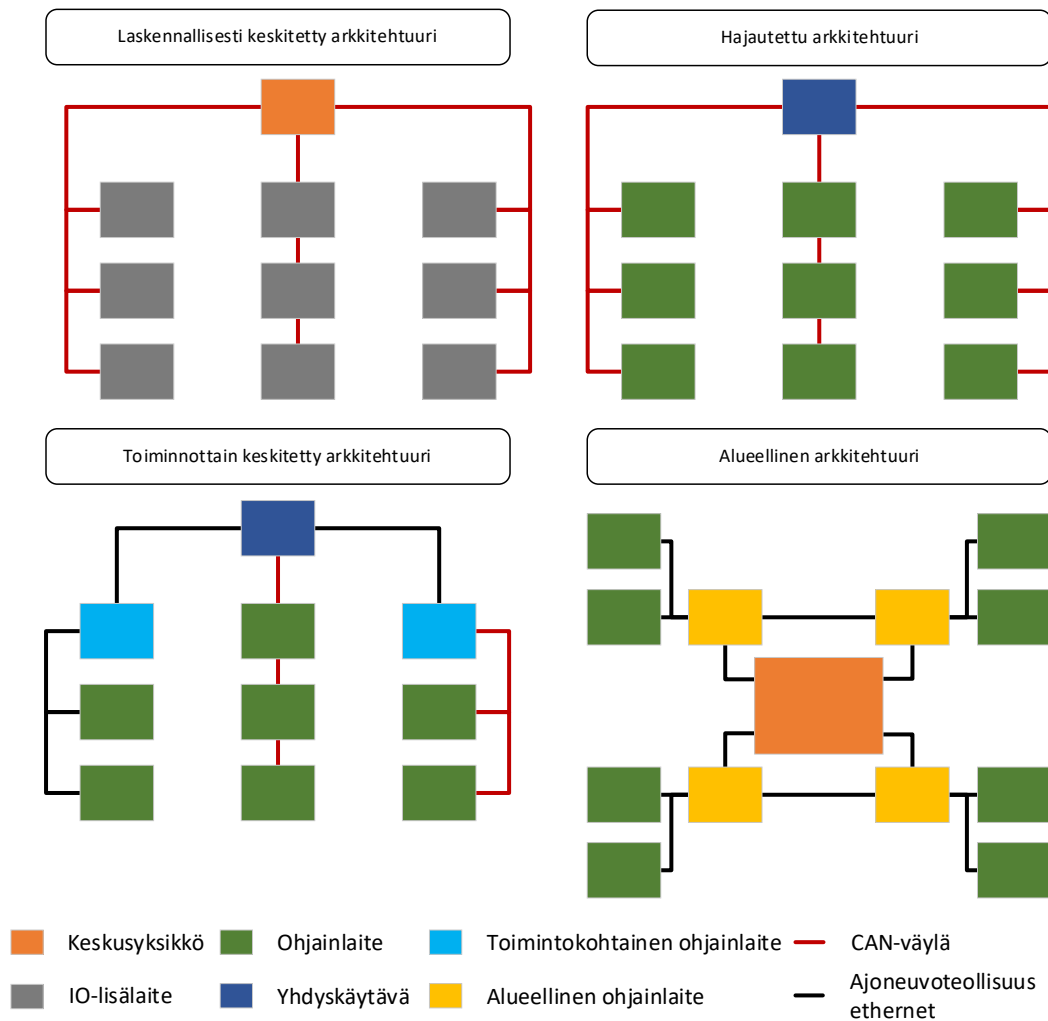 Laskennallisesti keskitetty arkkitehtuuri
Hajautettu arkkitehtuuri
Toiminnottain keskitetty arkkitehtuuri
Alueellinen arkkitehtuuri
Keskusyksikkö
Ohjainlaite
Toimintokohtainen ohjainlaite
CAN-väylä
IO-lisälaite
Yhdyskäytävä
Alueellinen ohjainlaite
Ajoneuvoteollisuus
ethernet